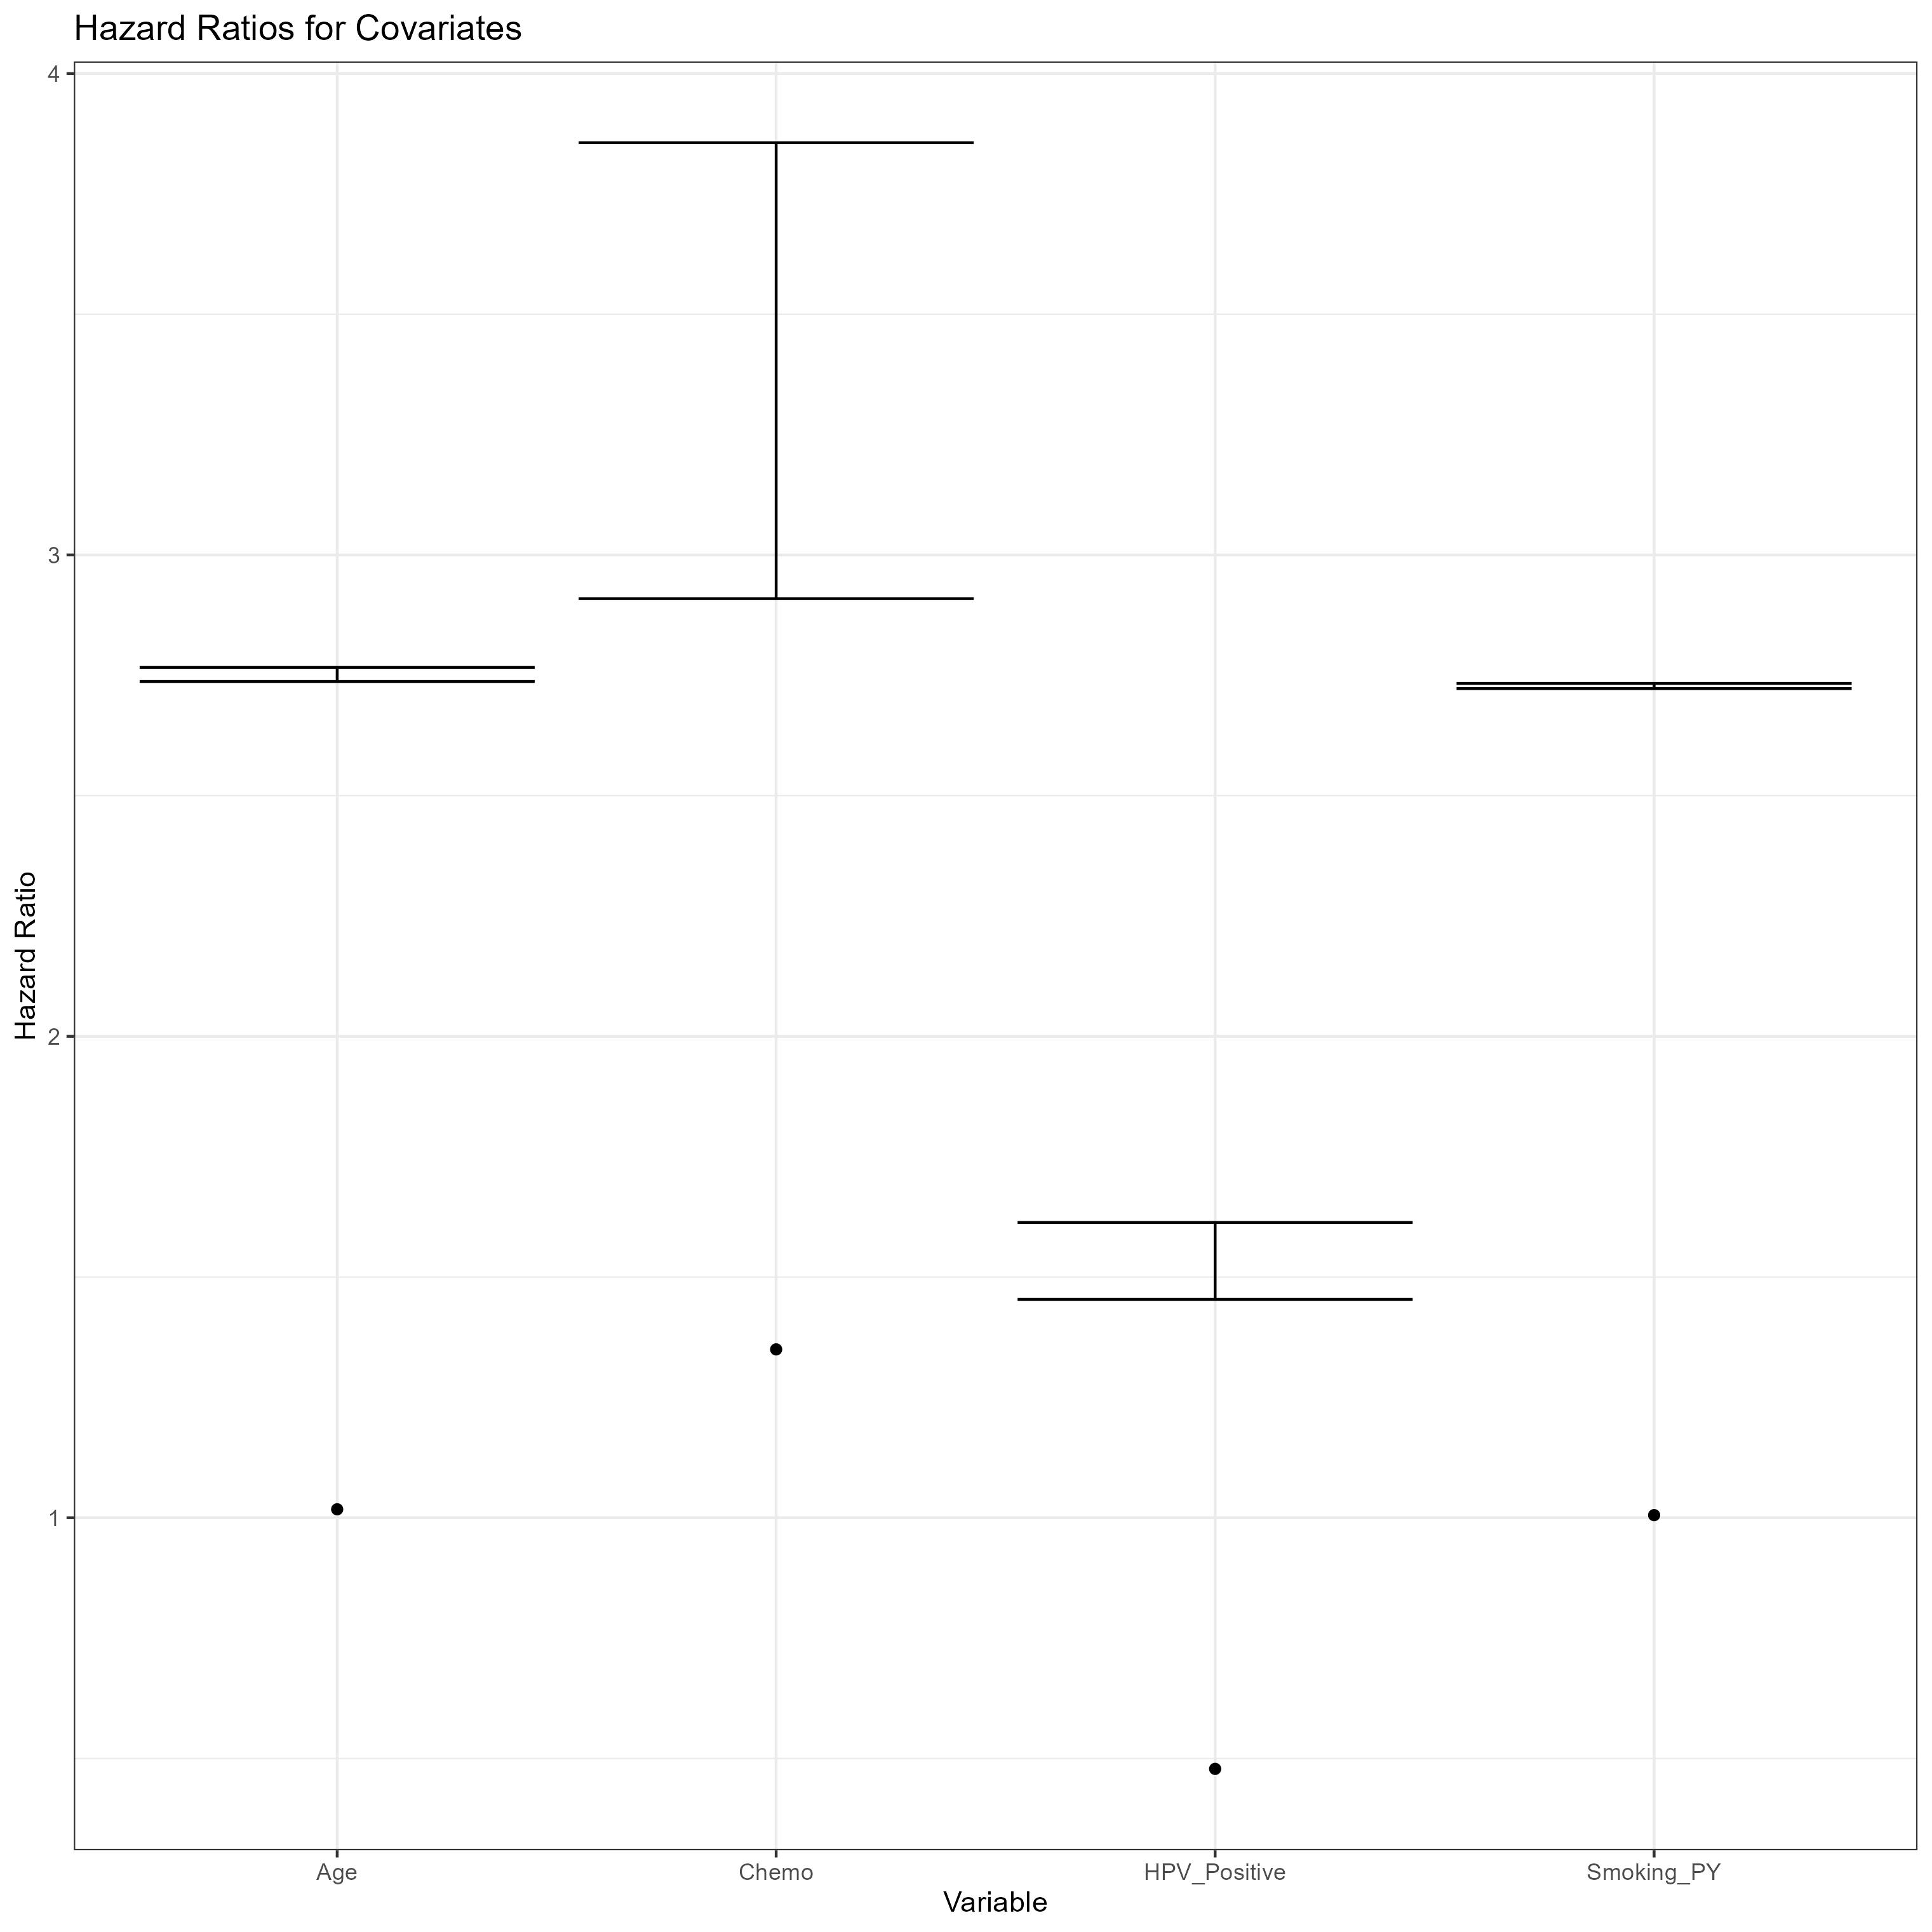 Hazard Ratios for Covariates
Hazard Ratio
4
3
2
1
Age
Chemo
HPV_Positive
Smoking_PY
Variable